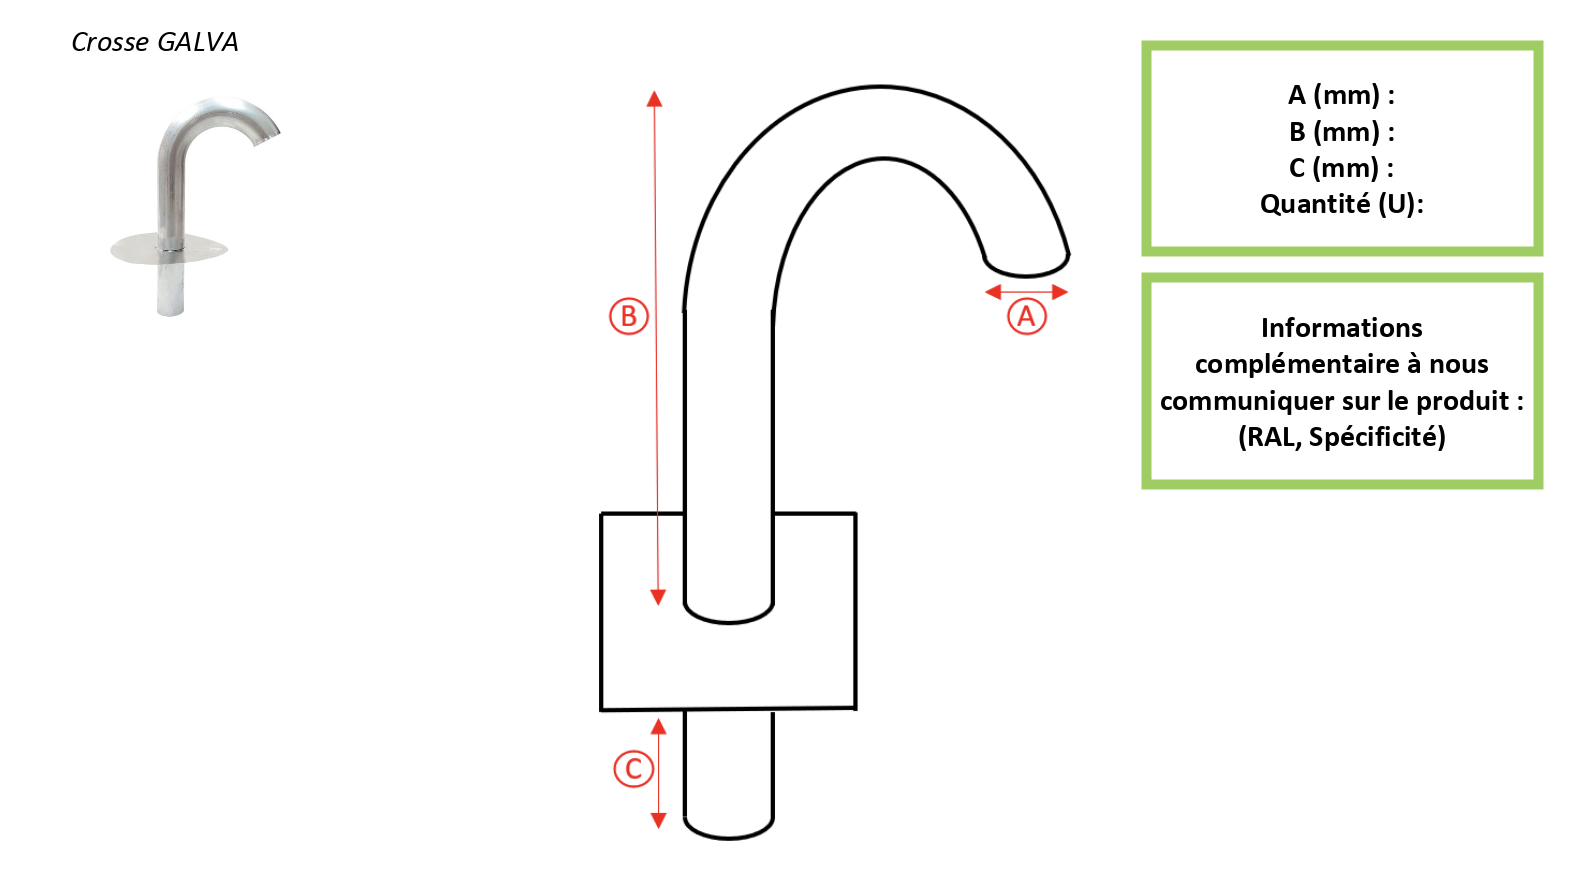 Crosse GALVA
A (mm) :
B (mm) :
C (mm) :
Quantité (U):
B
A
Informations
complémentaire à nous
communiquer sur le produit :
(RAL, Spécificité)
C